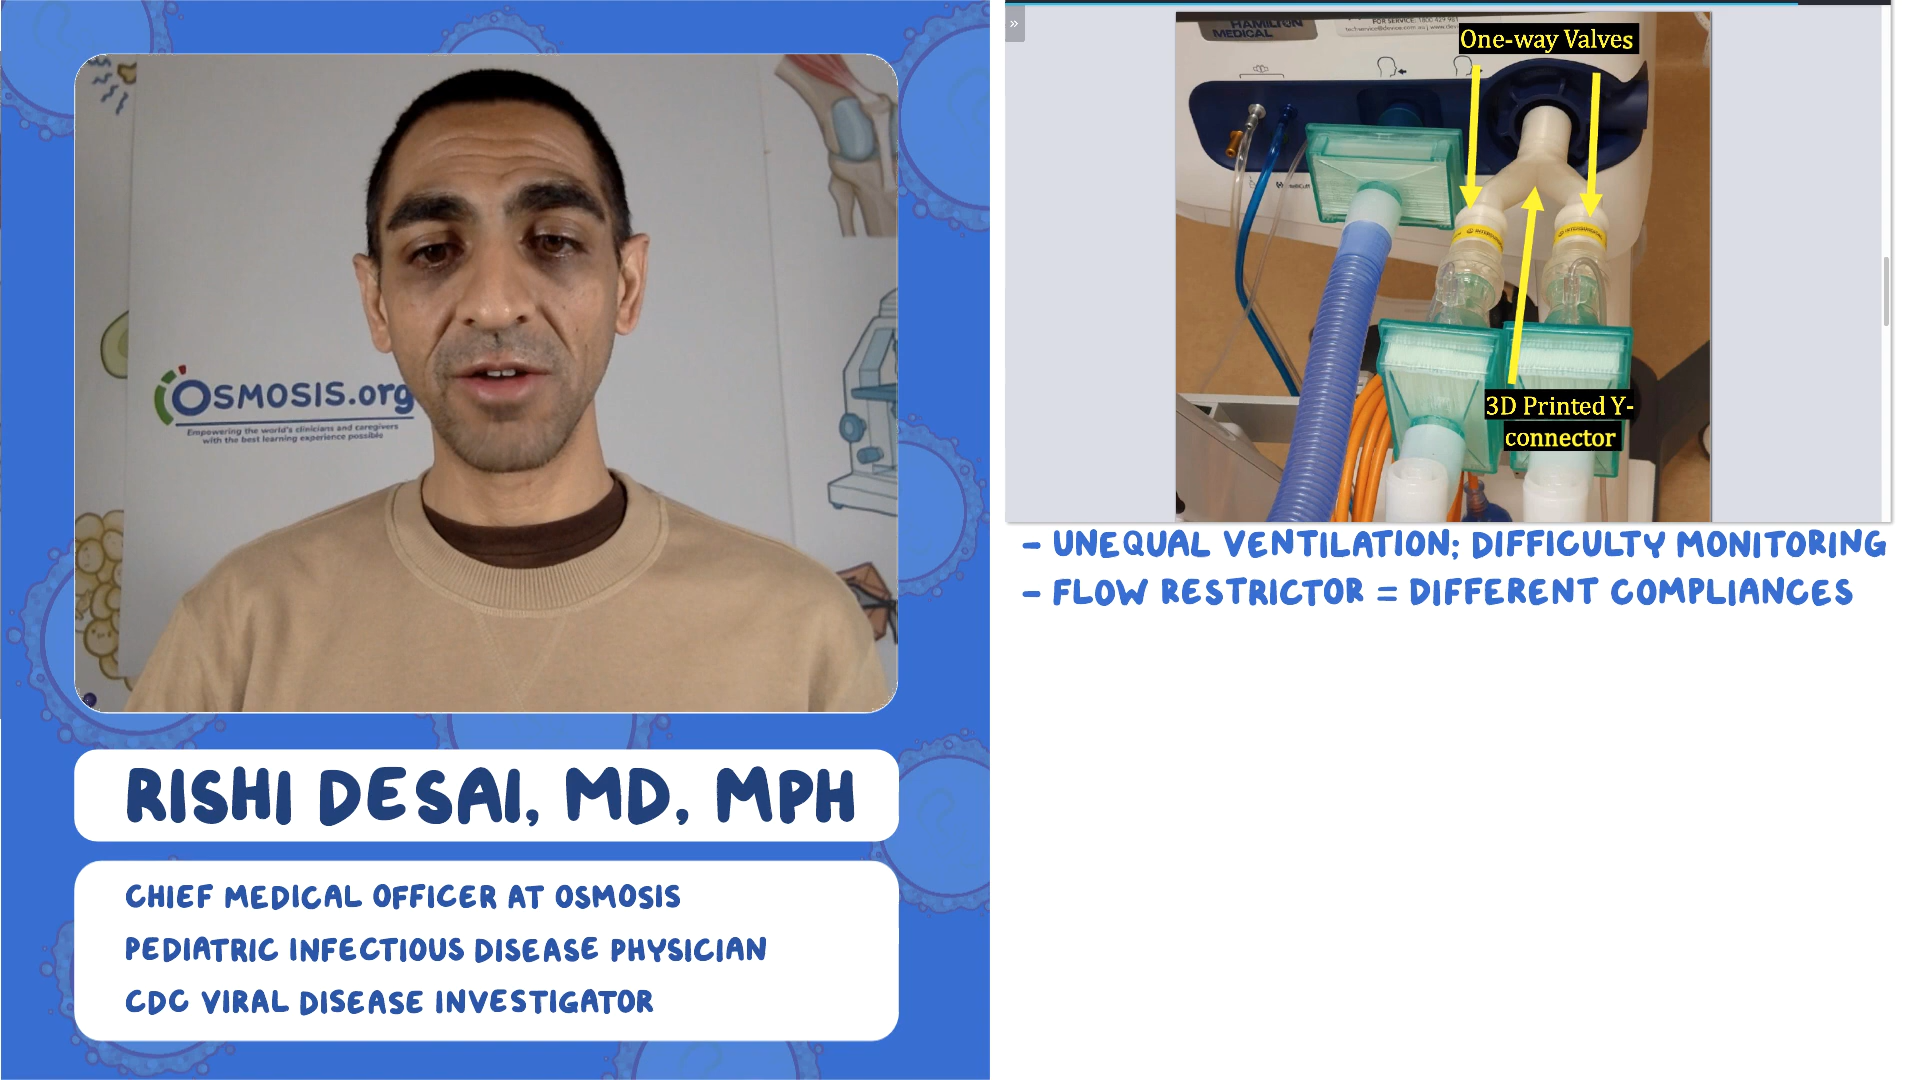 OSMOSIS.org
Empowering the world's clinicians and caregivers
with the best learning experience possible
RISHI DESAI, MD, MPH
CHIEF MEDICAL OFFICER AT OSMOSIS
PEDIATRIC INFECTIOUS DISEASE PHYSICIAN
CDC VIRAL DISEASE INVESTIGATOR
»
HAMILTON
MEDICAL
One-way Valves
3D Printed Y-
connector
- UNEQUAL VENTILATION; DIFFICULTY MONITORING
- FLOW RESTRICTOR = DIFFERENT COMPLIANCES